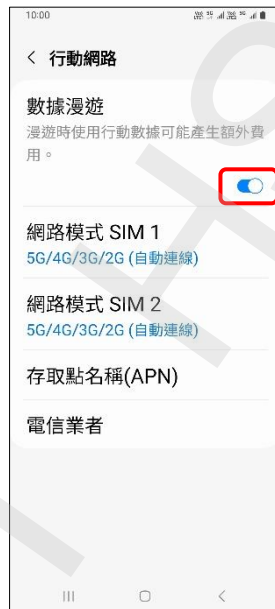 10:00
行動網路
數據漫遊
漫遊時使用行動數據可能產生額外費
用。
網路模式 SIM 1
5G/4G/3G/2G (自動連線)
網路模式 SIM 2
5G/4G/3G/2G (自動連線)
存取點名稱(APN)
電信業者